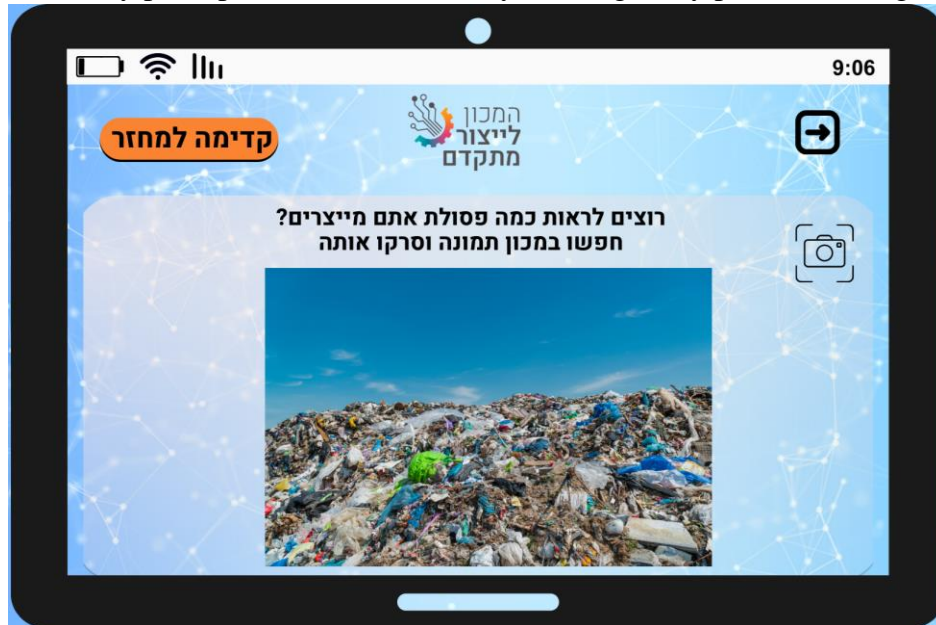 9:06
המכון
לייצור
מתקדם
קדימה למחזר
רוצים לראות כמה פסולת אתם מייצרים?
חפשו במכון תמונה וסרקו אותה